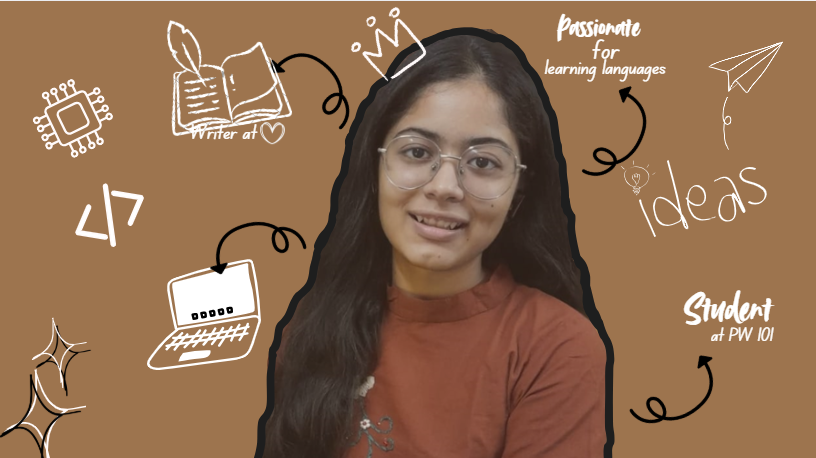 Passionate
for
learning languages
Writer at
</>
ideas
Student
at PW 101